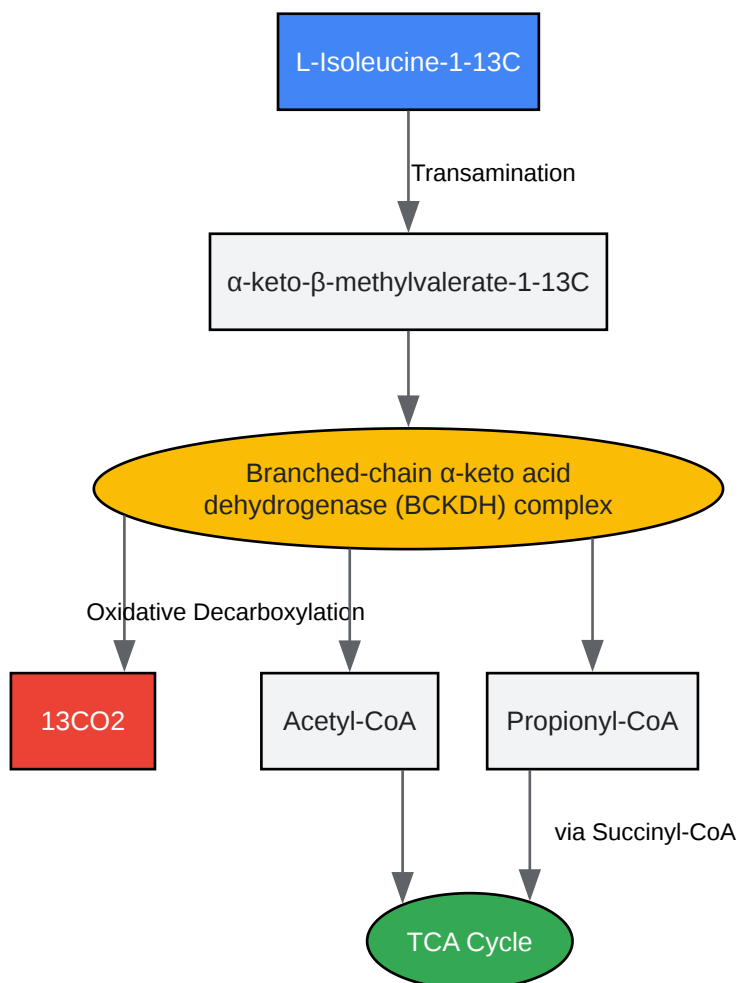 L-Isoleucine-1-13C
Transamination
α-keto-β-methylvalerate-1-13C
Branched-chain α-keto acid
dehydrogenase (BCKDH) complex
Oxidative Decarboxylation
13CO2
Acetyl-CoA
Propionyl-CoA
via Succinyl-CoA
TCA Cycle